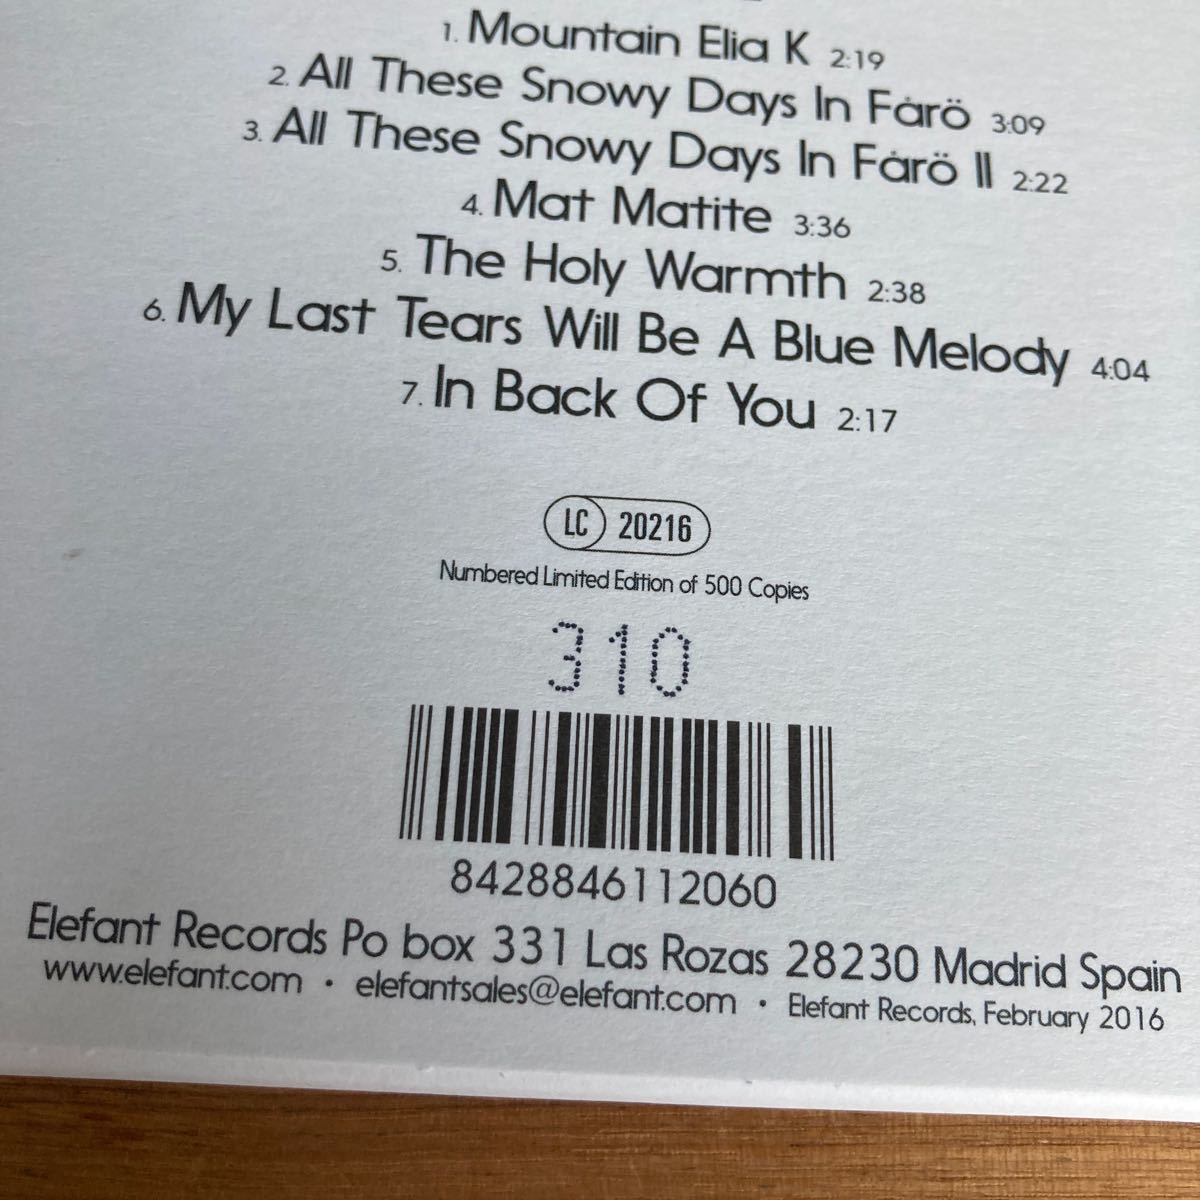 1. Mountain Elia K 2:19
2. All These Snowy Days In Fårö 3:09
3. All These Snowy Days In Fårö II 2:22
4. Mat Matite 3:36
5. The Holy Warmth 2:38
6. My Last Tears Will Be A Blue Melody 4:04
7. In Back Of You 2:17
LC 20216
Numbered Limited Edition of 500 Copies
310
8428846112060
Elefant Records Po box 331 Las Rozas 28230 Madrid Spain
www.elefant.com · elefantsales@elefant.com · Elefant Records, February 2016